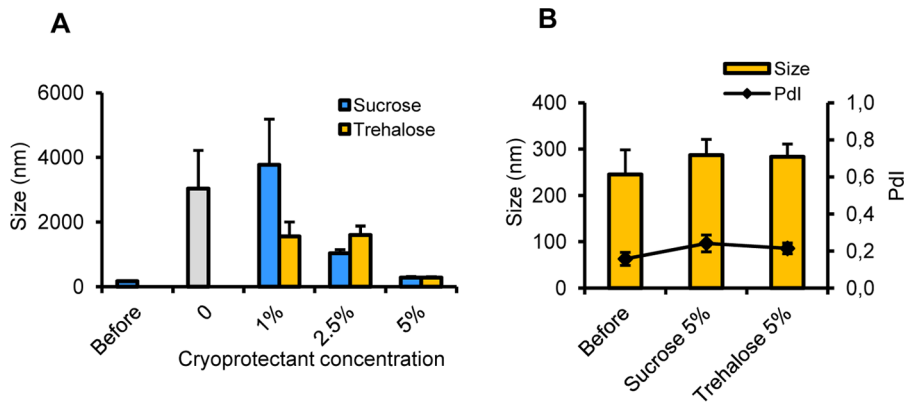 A
Size (nm)
6000
4000
2000
0
Sucrose
Trehalose
Before
0
1%
2.5%
5%
Cryoprotectant concentration
B
Size
PdI
Size (nm)
400
300
200
100
0
1,0
0,8
0,6
0,4
0,2
0,0
PdI
Before
Sucrose 5%
Trehalose 5%